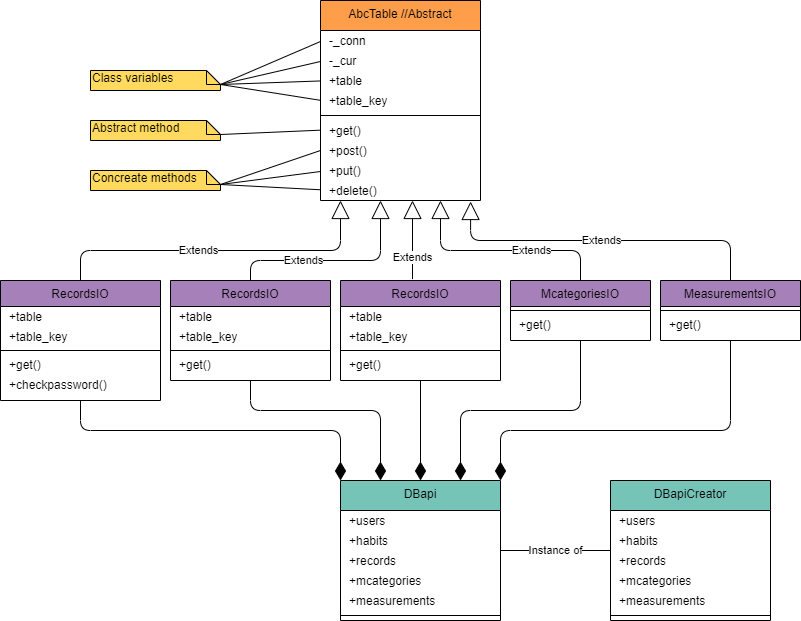 AbcTable //Abstract
-_conn
-_cur
+table
+table_key
+get()
+post()
+put()
+delete()
Class variables
Abstract method
Concreate methods
Extends
Extends
Extends
Extends
Extends
RecordsIO
+table
+table_key
+get()
+checkpassword()
RecordsIO
+table
+table_key
+get()
RecordsIO
+table
+table_key
+get()
McategoriesIO
+get()
MeasurementsIO
+get()
DBapi
+users
+habits
+records
+mcategories
+measurements
Instance of
DBapiCreator
+users
+habits
+records
+mcategories
+measurements